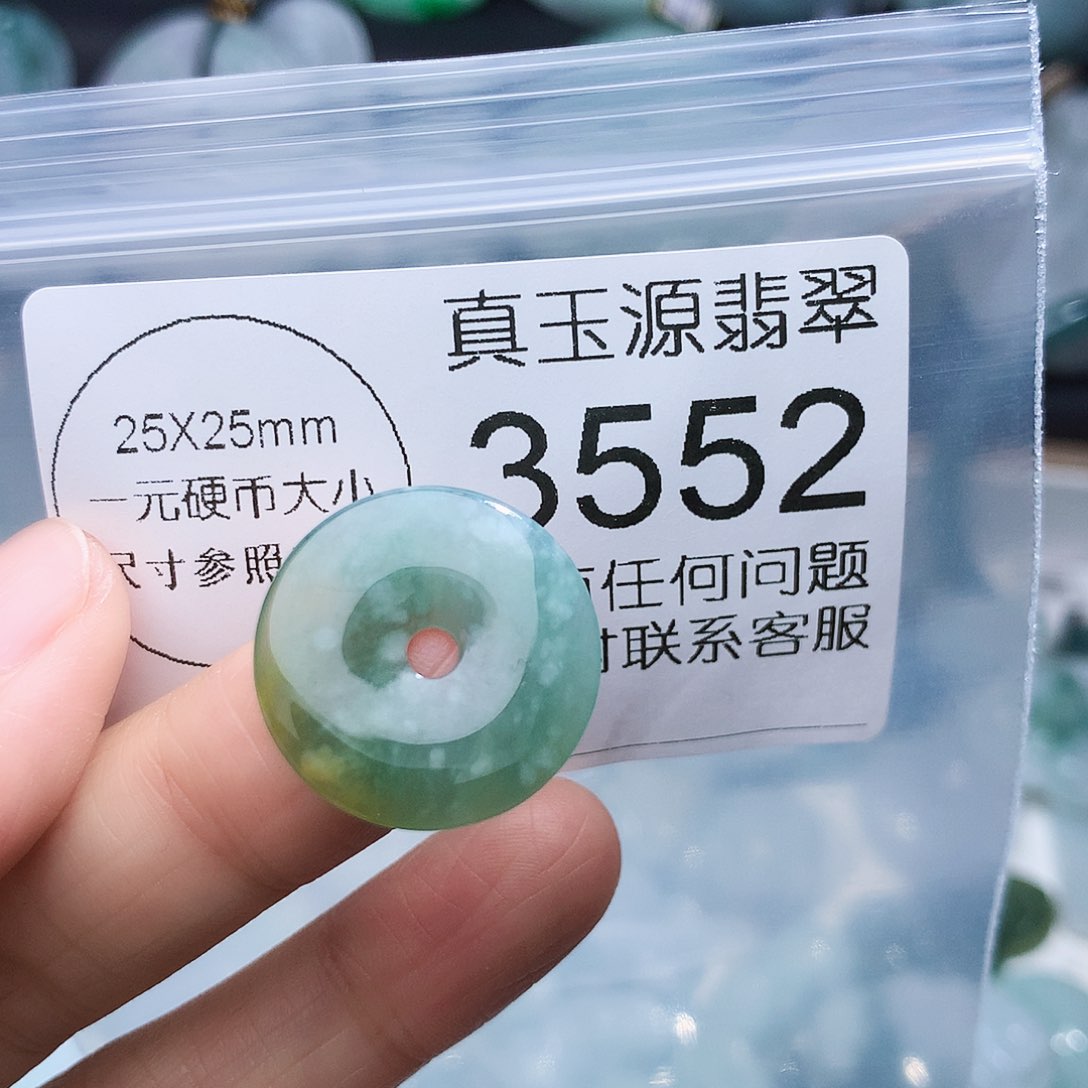 真玉源翡翠
3552
25X25mm
一元硬币大小
尺寸参照
任何问题
时联系客服